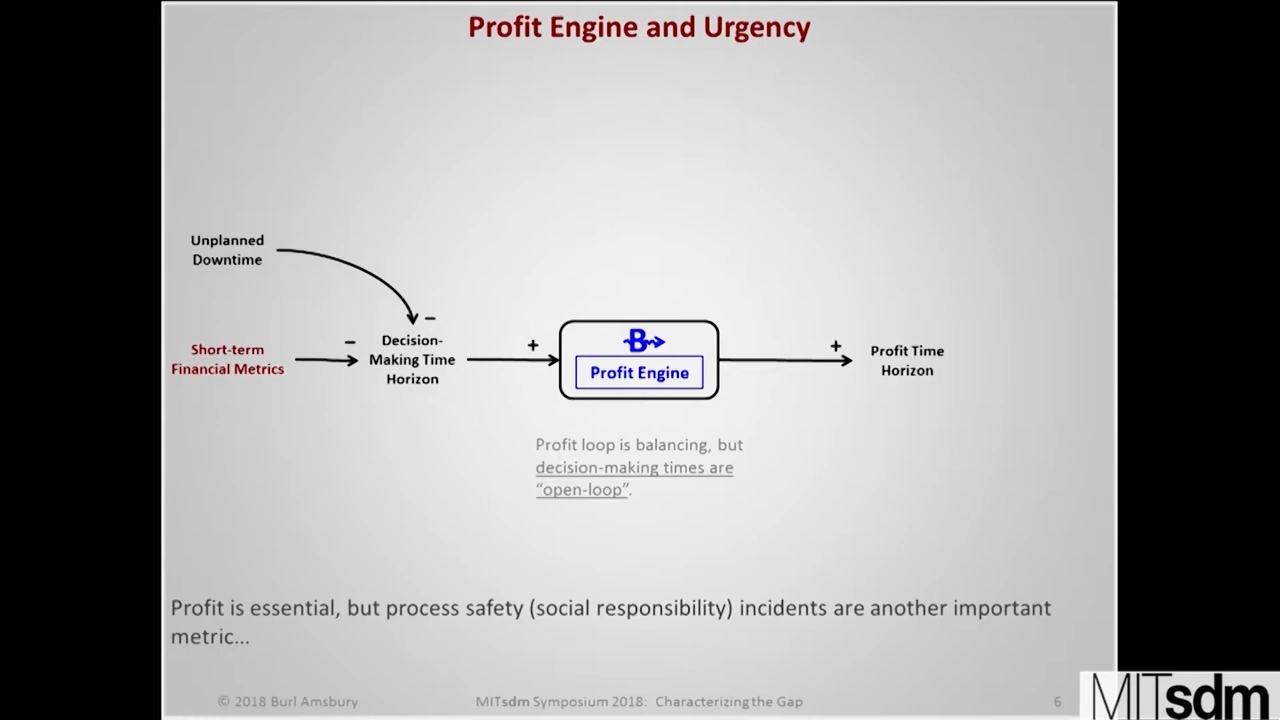 Profit Engine and Urgency
Unplanned
Downtime
Short-term
Financial Metrics
−
−
Decision-
Making Time
Horizon
+
B
Profit Engine
+
Profit Time
Horizon
Profit loop is balancing, but
decision-making times are
“open-loop”.
Profit is essential, but process safety (social responsibility) incidents are another important
metric...
© 2018 Burl Amsbury
MITsdm Symposium 2018: Characterizing the Gap
6
MITsdm